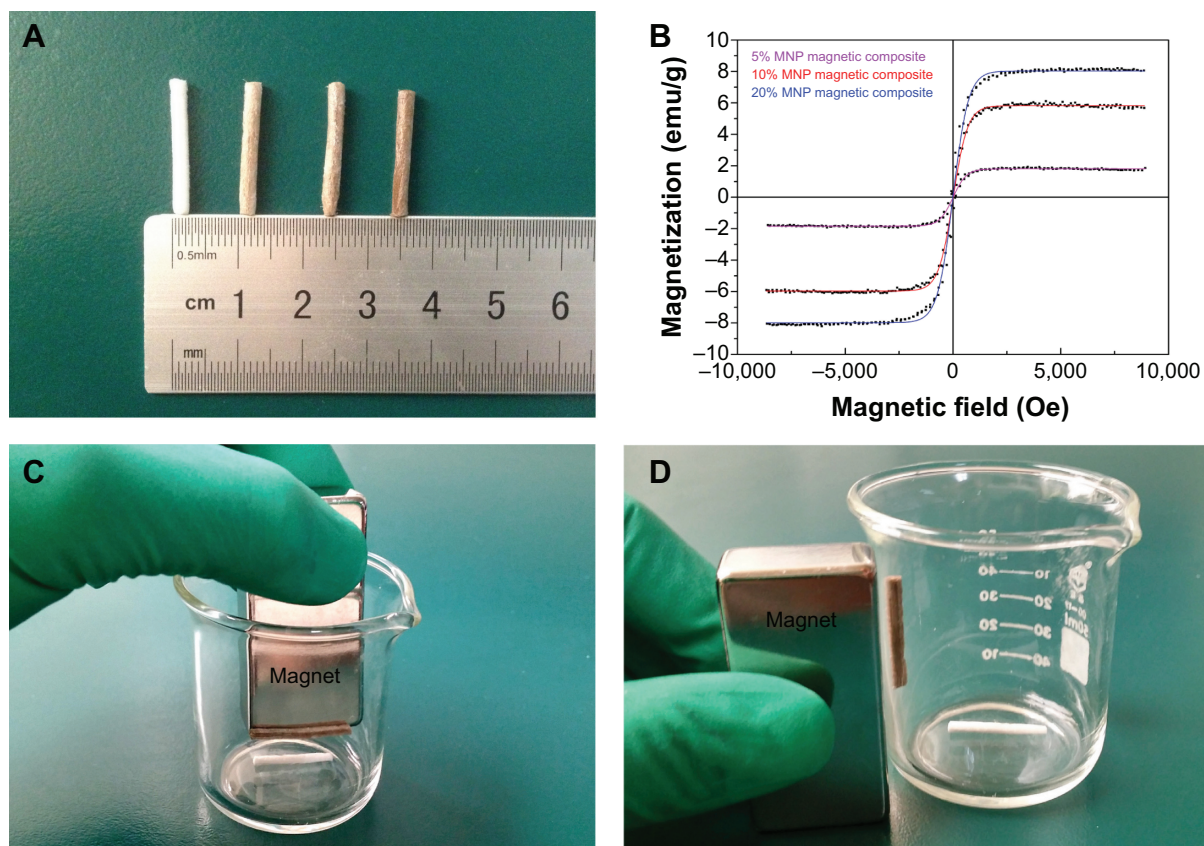 A
0.5mm
cm 1 2 3 4 5 6
mm
B
5% MNP magnetic composite
10% MNP magnetic composite
20% MNP magnetic composite
Magnetization (emu/g)
10
8
6
4
2
0
–2
–4
–6
–8
–10
–10,000 –5,000 0 5,000 10,000
Magnetic field (Oe)
C
Magnet
D
Magnet
40 10
30 20
20 30
10 40
50ml